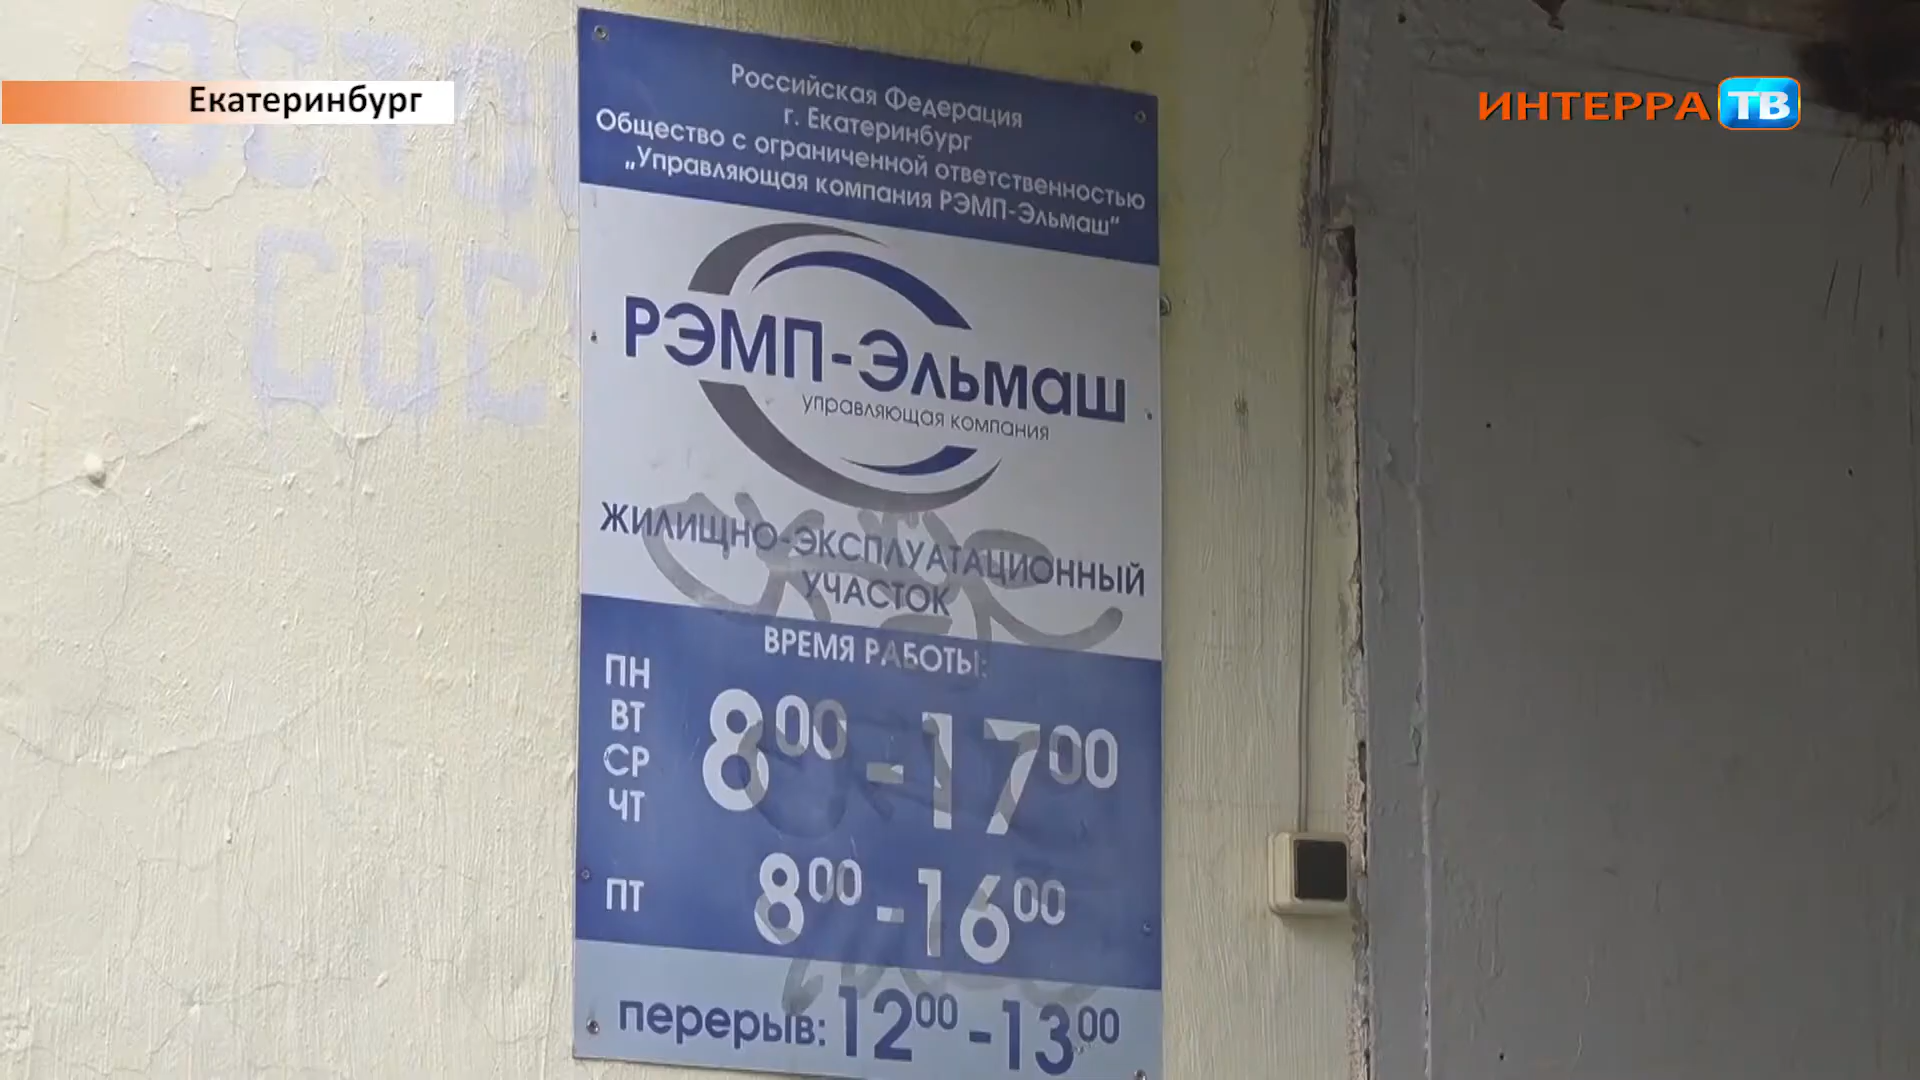 Екатеринбург
ИНТЕРРА ТВ
Российская Федерация
г. Екатеринбург
Общество с ограниченной ответственностью
„Управляющая компания РЭМП-Эльмаш“
РЭМП-Эльмаш
управляющая компания
ЖИЛИЩНО-ЭКСПЛУАТАЦИОННЫЙ
УЧАСТОК
ВРЕМЯ РАБОТЫ:
ПН
ВТ
СР
ЧТ
8⁰⁰-17⁰⁰
ПТ 8⁰⁰-16⁰⁰
перерыв: 12⁰⁰-13⁰⁰